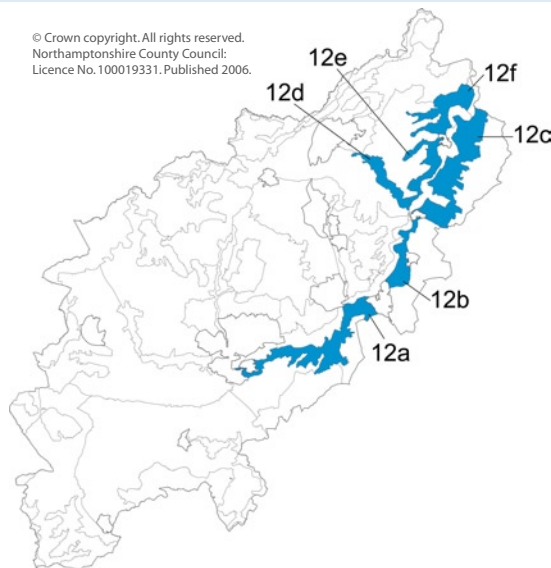 © Crown copyright. All rights reserved.
Northamptonshire County Council:
Licence No. 100019331. Published 2006.
12e
12f
12d
12c
12b
12a